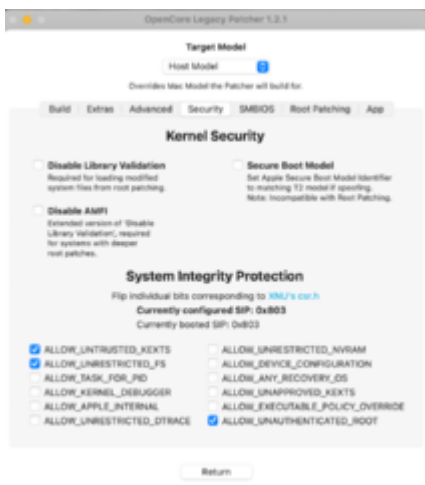 OpenCore Legacy Patcher 1.2.1
Target Model
Host Model
Overrides Mac Model the Patcher will build for.
Build Extras Advanced Security SMBIOS Root Patching App
Kernel Security
Disable Library Validation
Required for loading modified
system files from root patching.
Secure Boot Model
Set Apple Secure Boot Model Identifier
to matching T2 model if spoofing.
Note: Incompatible with Root Patching.
Disable AMFI
Extended version of 'Disable
Library Validation', required
for systems with deeper
root patches.
System Integrity Protection
Flip individual bits corresponding to XNU's csr.h
Currently configured SIP: 0x803
Currently booted SIP: 0x803
ALLOW_UNTRUSTED_KEXTS
ALLOW_UNRESTRICTED_FS
ALLOW_TASK_FOR_PID
ALLOW_KERNEL_DEBUGGER
ALLOW_APPLE_INTERNAL
ALLOW_UNRESTRICTED_DTRACE
ALLOW_UNRESTRICTED_NVRAM
ALLOW_DEVICE_CONFIGURATION
ALLOW_ANY_RECOVERY_OS
ALLOW_UNAPPROVED_KEXTS
ALLOW_EXECUTABLE_POLICY_OVERRIDE
ALLOW_UNAUTHENTICATED_ROOT
Return